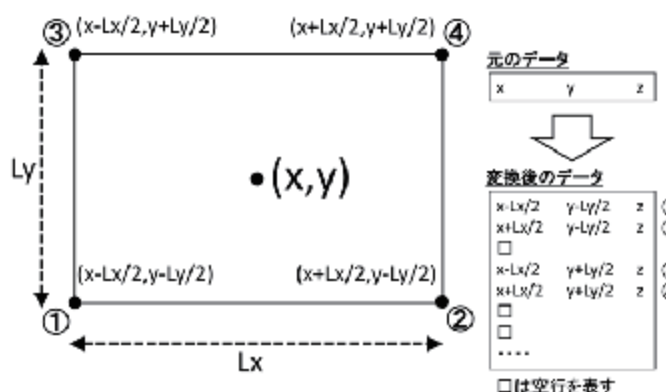 ③ (x-Lx/2,y+Ly/2) (x+Lx/2,y+Ly/2) ④
Ly
(x,y)
(x-Lx/2,y-Ly/2) (x+Lx/2,y-Ly/2)
① ②
Lx
元のデータ
x y z
変換後のデータ
x-Lx/2 y-Ly/2 z
x+Lx/2 y-Ly/2 z
□
x-Lx/2 y+Ly/2 z
x+Lx/2 y+Ly/2 z
□
□
‥‥
□は空行を表す